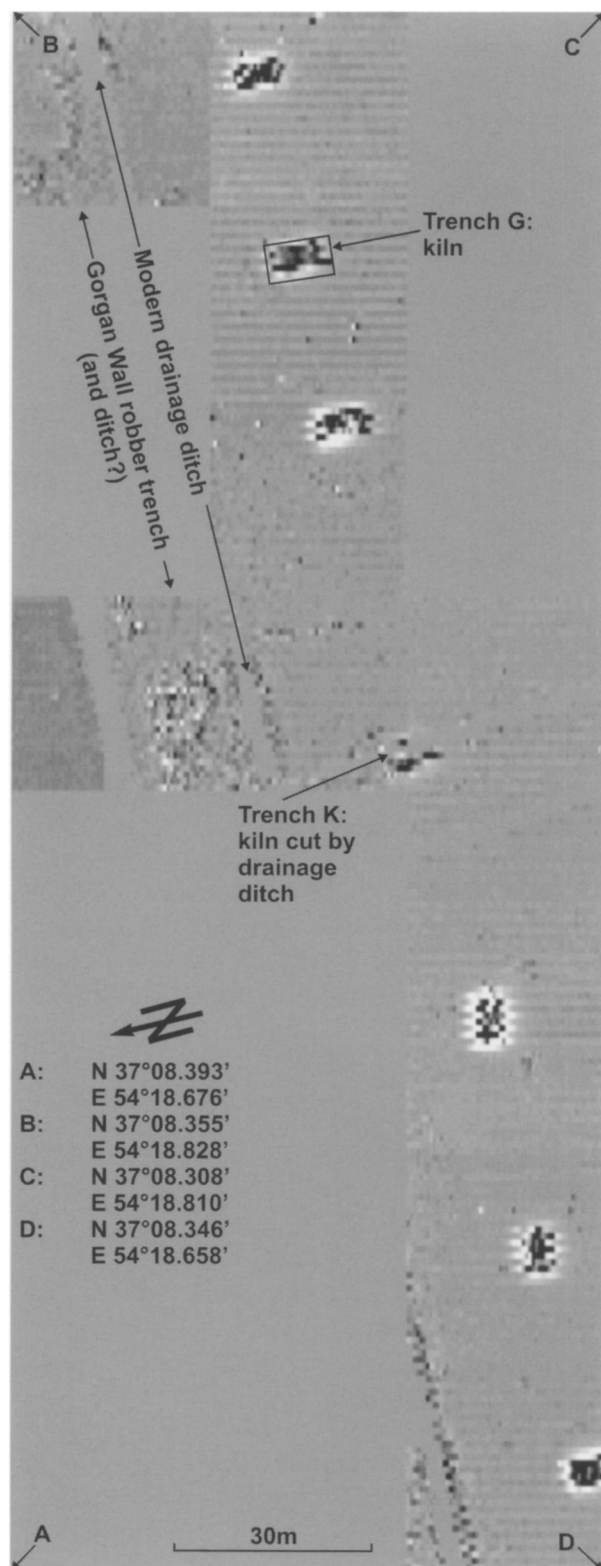 B
C
Trench G:
kiln
Modern drainage ditch
Gorgan Wall robber trench
(and ditch?)
Trench K:
kiln cut by
drainage
ditch
N
A: N 37°08.393’
E 54°18.676’
B: N 37°08.355’
E 54°18.828’
C: N 37°08.308’
E 54°18.810’
D: N 37°08.346’
E 54°18.658’
A
30m
D